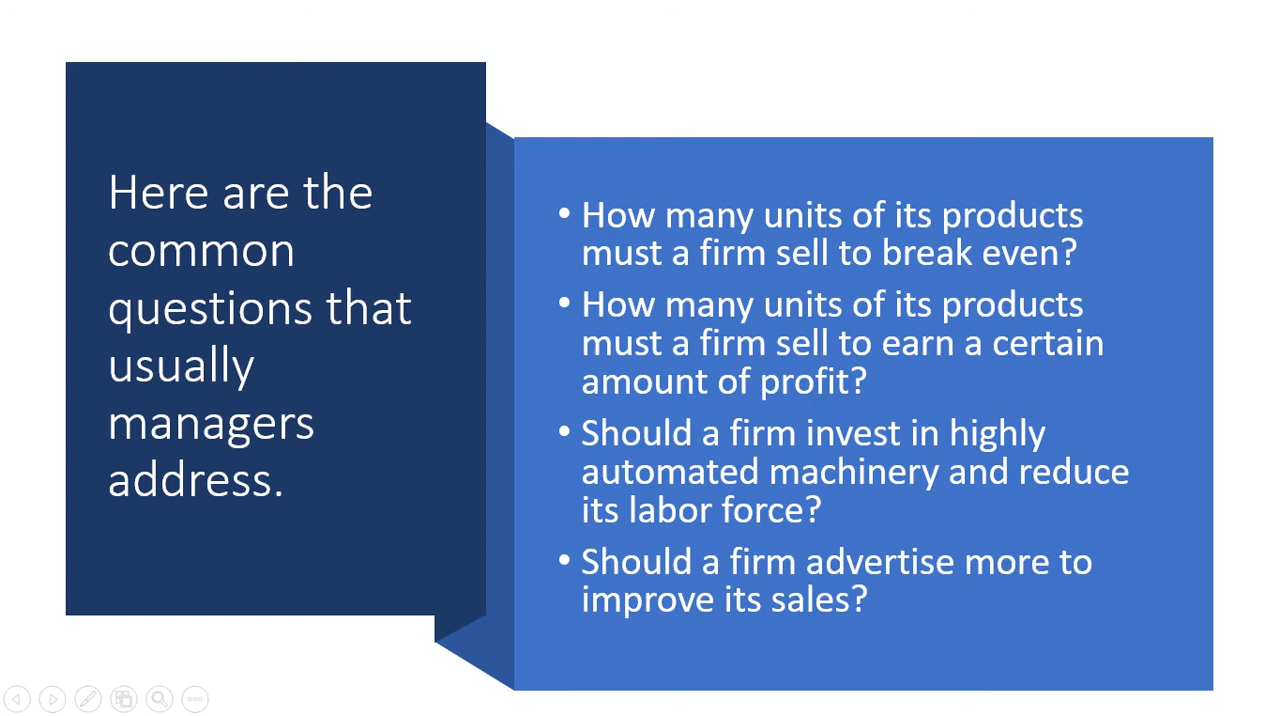 Here are the
common
questions that
usually
managers
address.
• How many units of its products
must a firm sell to break even?
• How many units of its products
must a firm sell to earn a certain
amount of profit?
• Should a firm invest in highly
automated machinery and reduce
its labor force?
• Should a firm advertise more to
improve its sales?